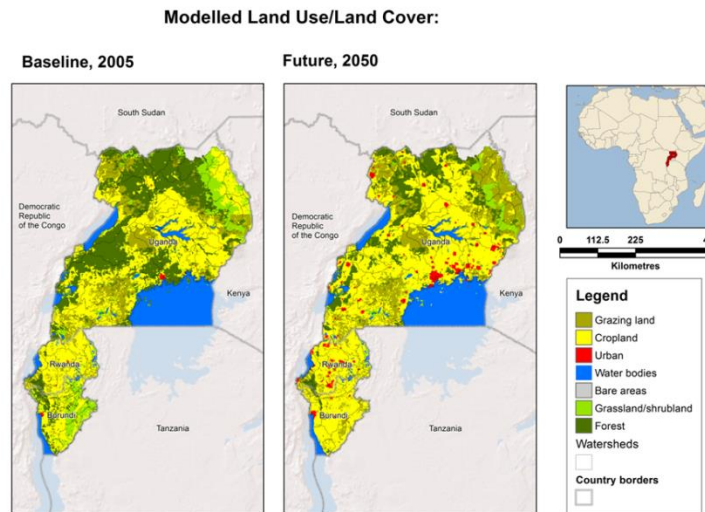 Modelled Land Use/Land Cover:
Baseline, 2005
Future, 2050
South Sudan
Democratic
Republic
of the Congo
Uganda
Kenya
Rwanda
Burundi
Tanzania
South Sudan
Democratic
Republic
of the Congo
Uganda
Kenya
Rwanda
Burundi
Tanzania
0 112.5 225
Kilometres
Legend
Grazing land
Cropland
Urban
Water bodies
Bare areas
Grassland/shrubland
Forest
Watersheds
Country borders